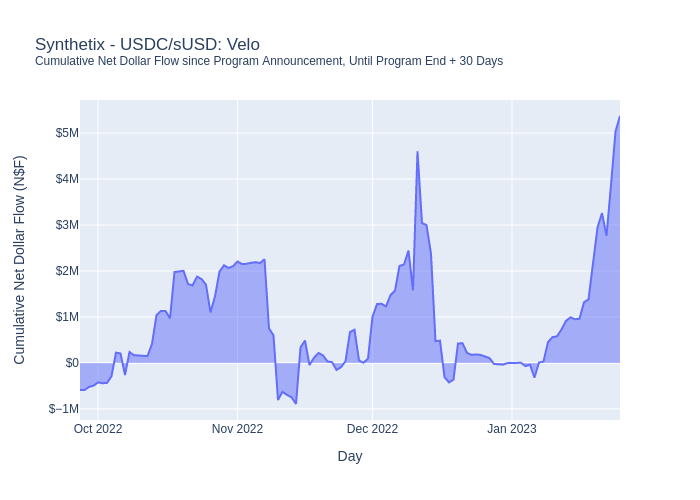 Synthetix - USDC/sUSD: Velo
Cumulative Net Dollar Flow since Program Announcement, Until Program End + 30 Days
Cumulative Net Dollar Flow (N$F)
$5M
$4M
$3M
$2M
$1M
$0
$−1M
Oct 2022
Nov 2022
Dec 2022
Jan 2023
Day